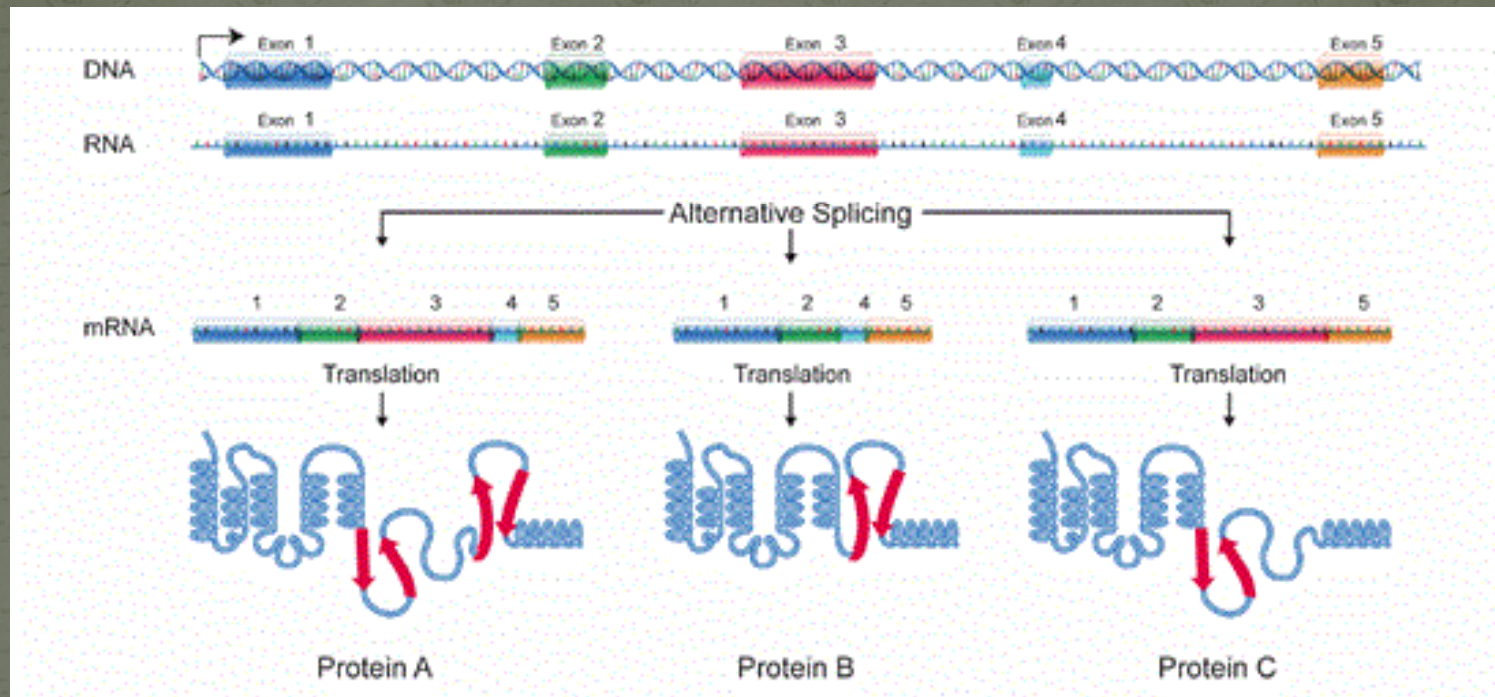 Exon 1 Exon 2 Exon 3 Exon 4 Exon 5
DNA
Exon 1 Exon 2 Exon 3 Exon 4 Exon 5
RNA
Alternative Splicing
1 2 3 4 5 1 2 4 5 1 2 3 5
mRNA
Translation Translation Translation
Protein A Protein B Protein C